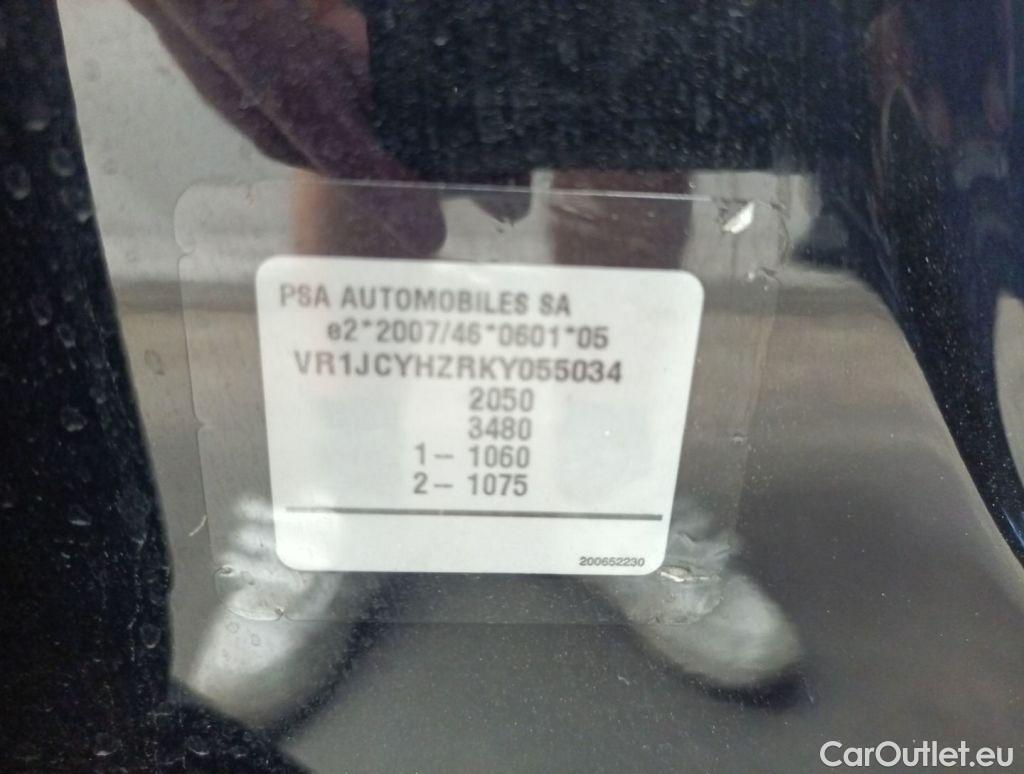 PSA AUTOMOBILES SA
e2*2007/46*0601*05
VR1JCYHZRKY055034
2050
3480
1-- 1060
2-- 1075
200652230
CarOutlet.eu